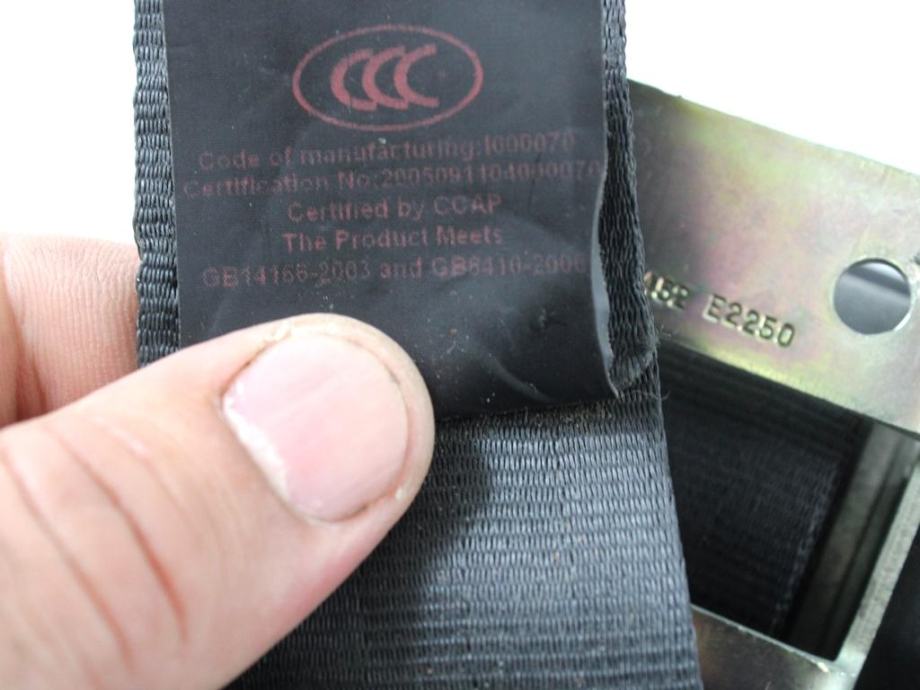 CCC
Code of manufacturing:I000070
Certification No:2005091104000070
Certified by CCAP
The Product Meets
GB14166-2003 and GB8410-2006
E2250